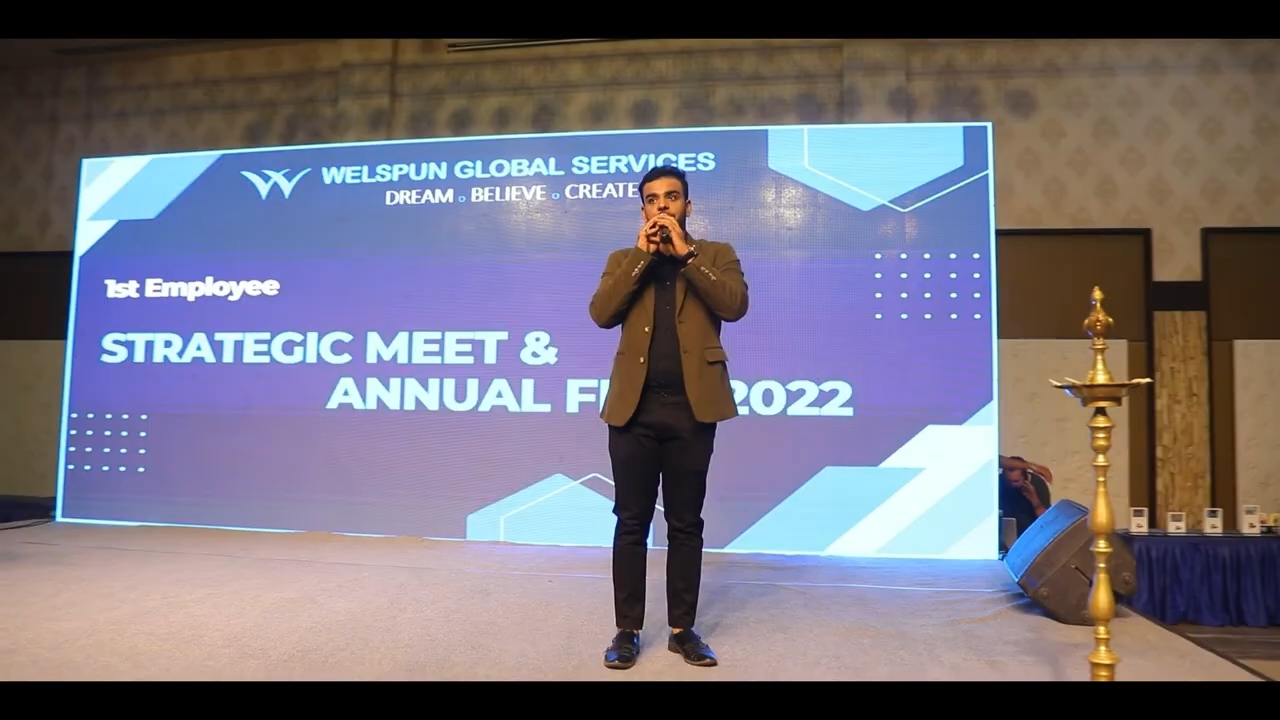 WELSPUN GLOBAL SERVICES
DREAM BELIEVE CREATE
1st Employee
STRATEGIC MEET &
ANNUAL F 2022